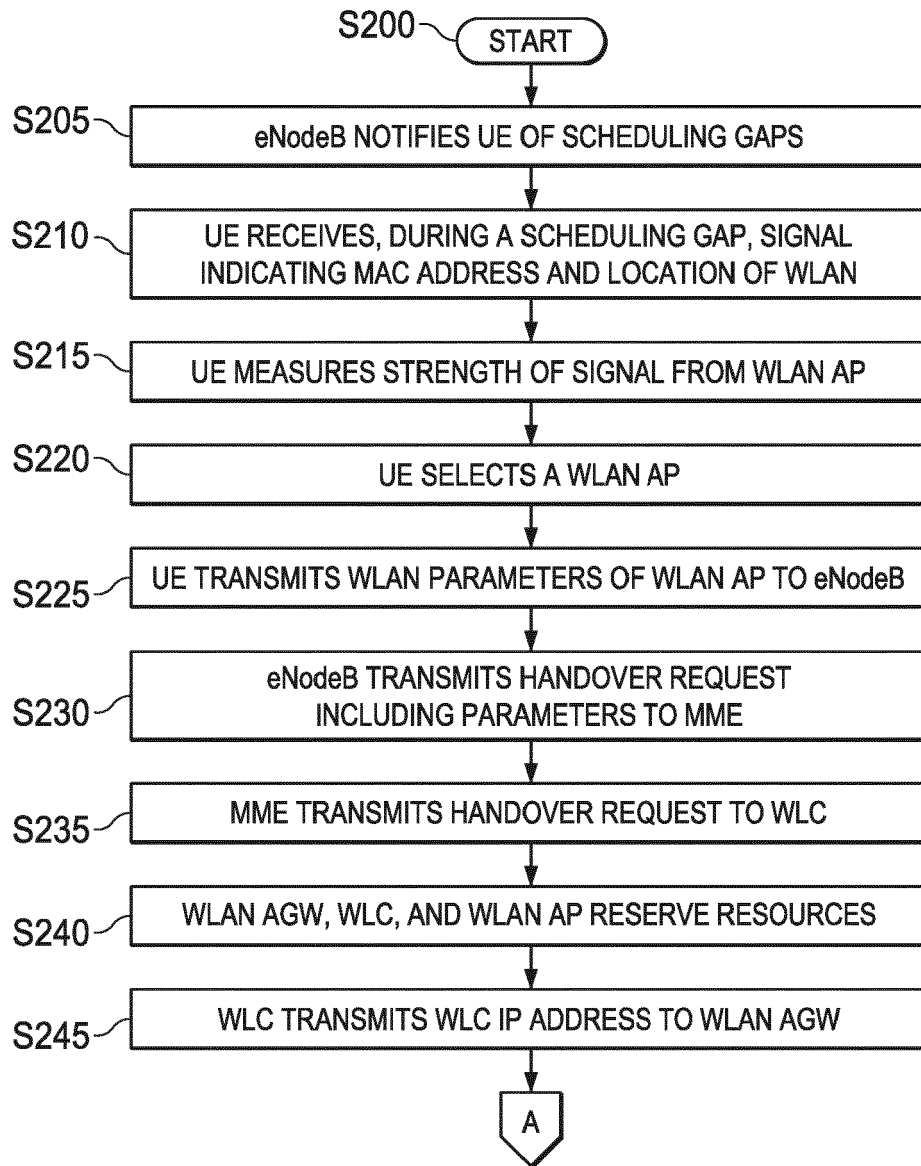 S200
START
S205
eNodeB NOTIFIES UE OF SCHEDULING GAPS
S210
UE RECEIVES, DURING A SCHEDULING GAP, SIGNAL
INDICATING MAC ADDRESS AND LOCATION OF WLAN
S215
UE MEASURES STRENGTH OF SIGNAL FROM WLAN AP
S220
UE SELECTS A WLAN AP
S225
UE TRANSMITS WLAN PARAMETERS OF WLAN AP TO eNodeB
S230
eNodeB TRANSMITS HANDOVER REQUEST
INCLUDING PARAMETERS TO MME
S235
MME TRANSMITS HANDOVER REQUEST TO WLC
S240
WLAN AGW, WLC, AND WLAN AP RESERVE RESOURCES
S245
WLC TRANSMITS WLC IP ADDRESS TO WLAN AGW
A